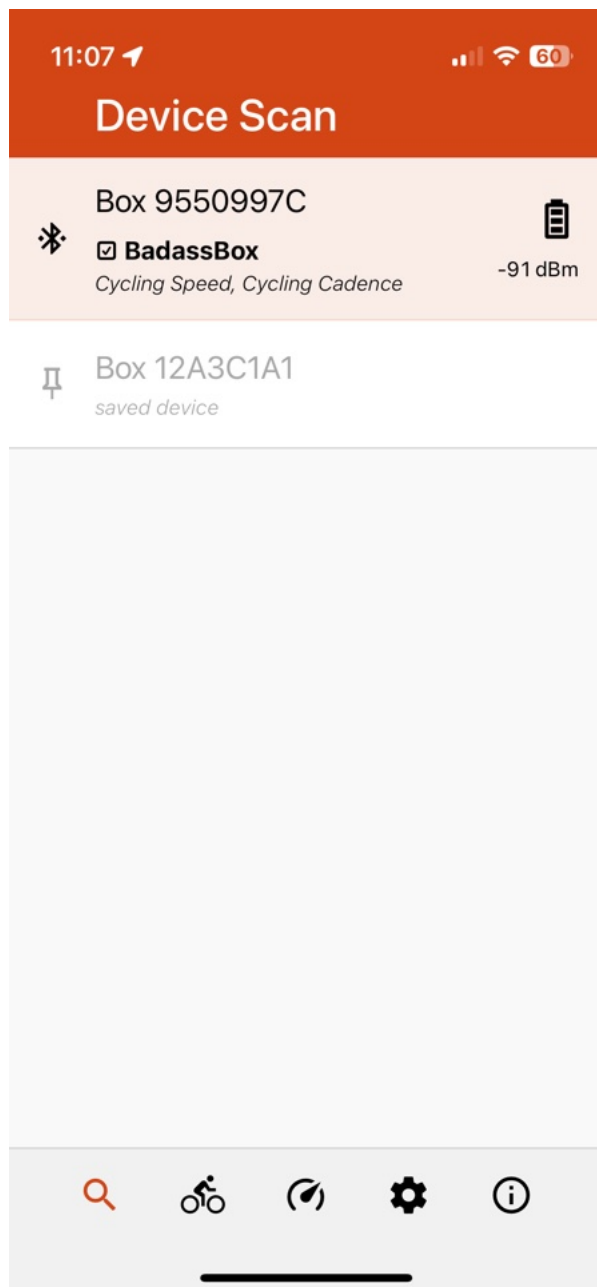 11:07
60
Device Scan
Box 9550997C
BadassBox
Cycling Speed, Cycling Cadence
-91 dBm
Box 12A3C1A1
saved device